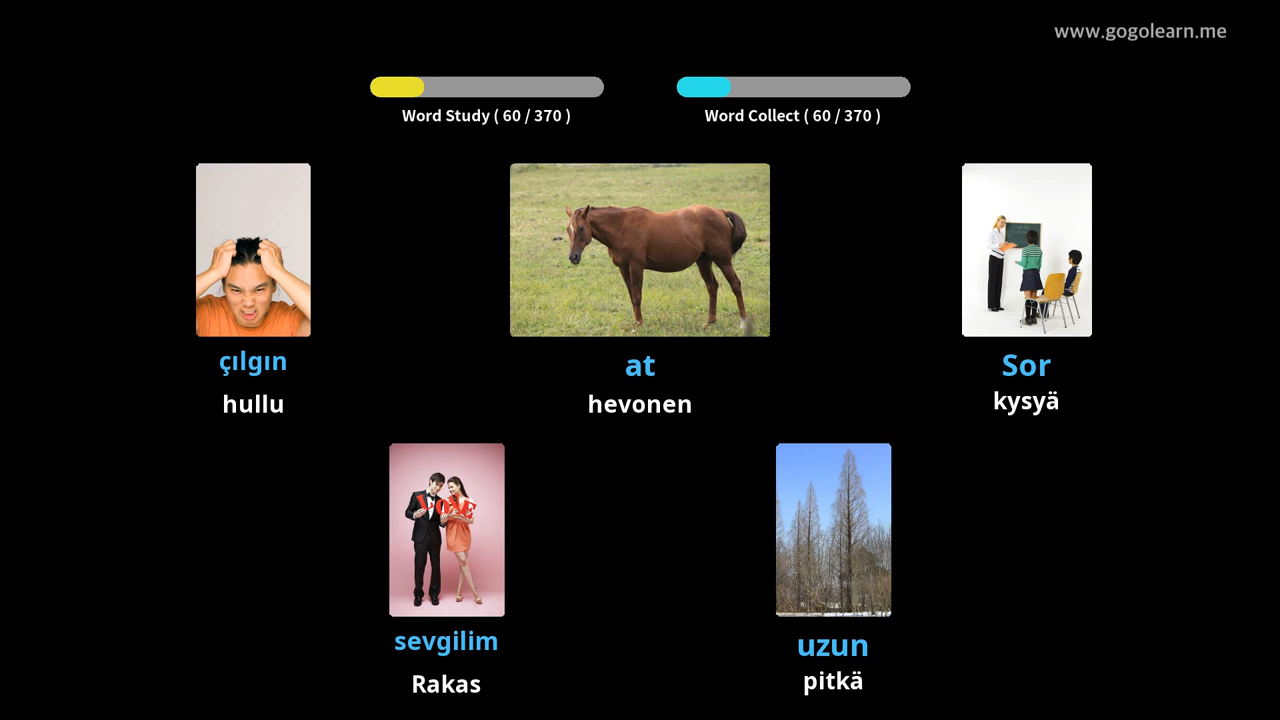 www.gogolearn.me
Word Study ( 60 / 370 )
Word Collect ( 60 / 370 )
çılgın
hullu
at
hevonen
Sor
kysyä
sevgilim
Rakas
uzun
pitkä